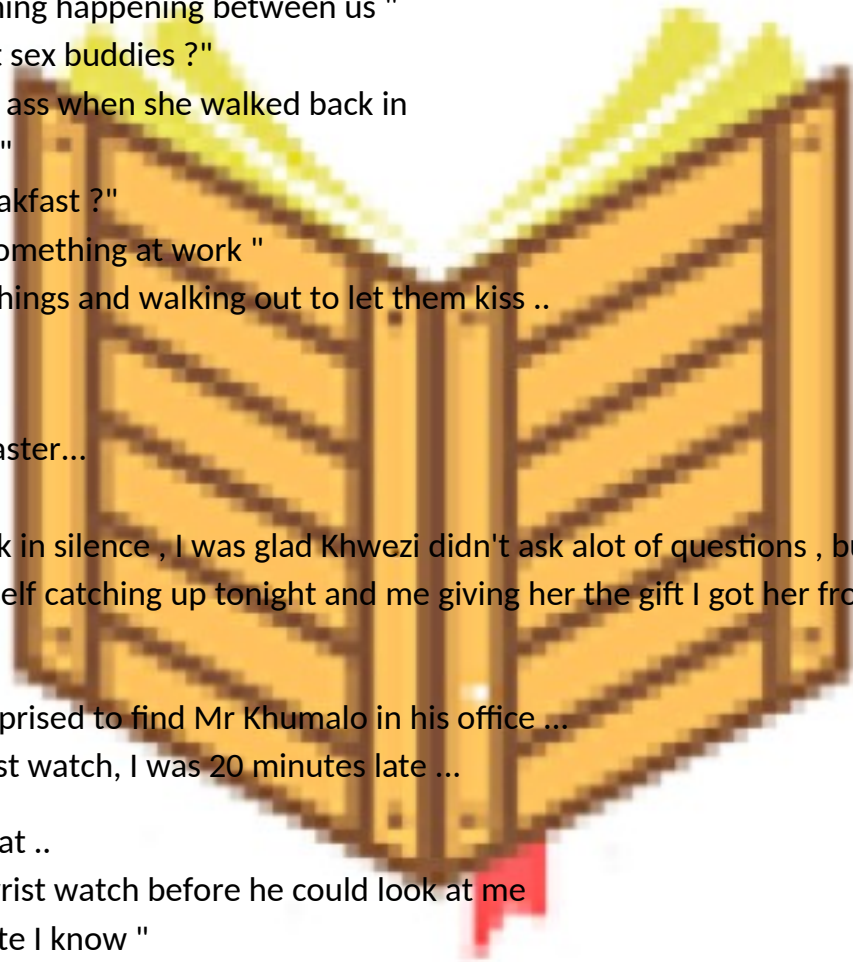 ning happening between us "
t sex buddies ?"
ass when she walked back in
"
akfast ?"
omething at work "
hings and walking out to let them kiss ..
aster...
k in silence , I was glad Khwezi didn't ask alot of questions , bu
elf catching up tonight and me giving her the gift I got her fro
prised to find Mr Khumalo in his office ...
st watch, I was 20 minutes late ...
at ..
rist watch before he could look at me
te I know "